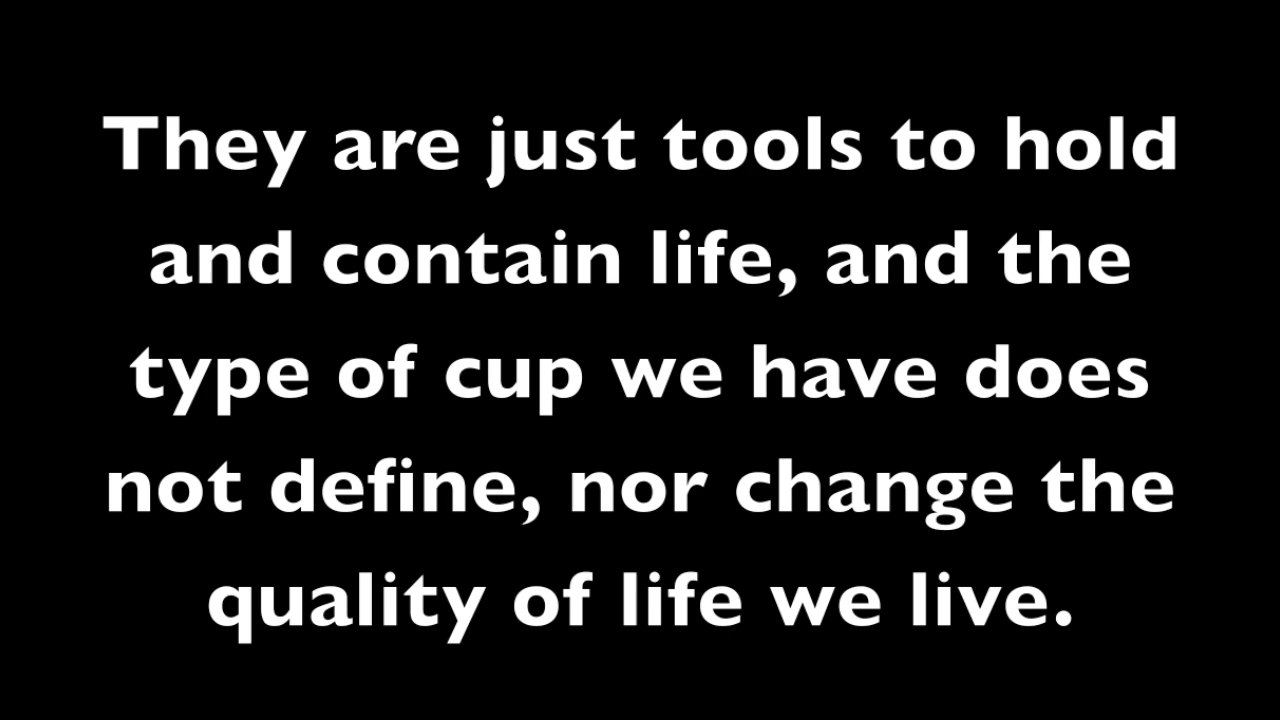 They are just tools to hold
and contain life, and the
type of cup we have does
not define, nor change the
quality of life we live.